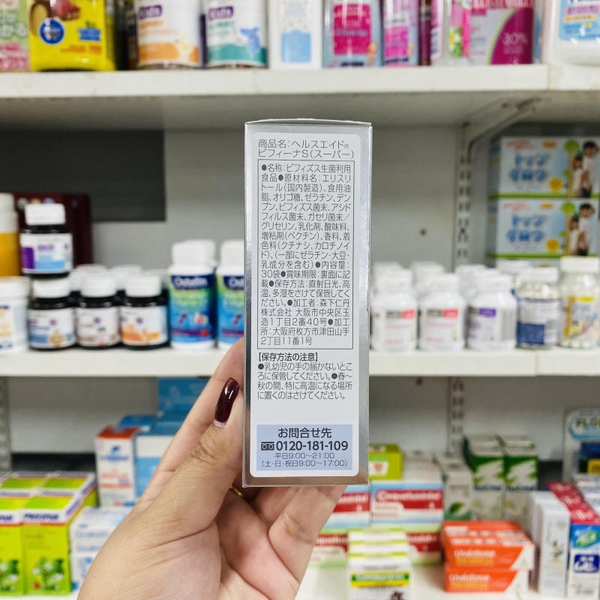 商品名:ヘルスエイド®
ビフィーナS(スーパー)
●名称:ビフィズス生菌利用
食品●原材料名:エリスリ
トール(国内製造)、食用油
脂、オリゴ糖、ゼラチン、デン
プン、ビフィズス菌末、アシド
フィルス菌末、ガセリ菌末/
グリセリン、乳化剤、酸味料、
増粘剤(ペクチン)、香料、着
色料(クチナシ、カロチノイ
ド)、(一部にゼラチン・大豆・
乳成分を含む)●内容量:
30袋●賞味期限:裏面に記
載●保存方法:直射日光、高
温、多湿をさけて保管してく
ださい。●加工者:森下仁丹
株式会社 大阪市中央区玉
造1丁目2番40号●加工
所:大阪府枚方市津田山手
2丁目11番1号
【保存方法の注意】
●乳幼児の手の届かないところ
に保管してください。●春〜
秋の間、特に高温になる場所
に置くのはさけてください。
お問合せ先
0120-181-109
平日9:00〜21:00
(土・日・祝日9:00〜17:00)
Odafin
30%